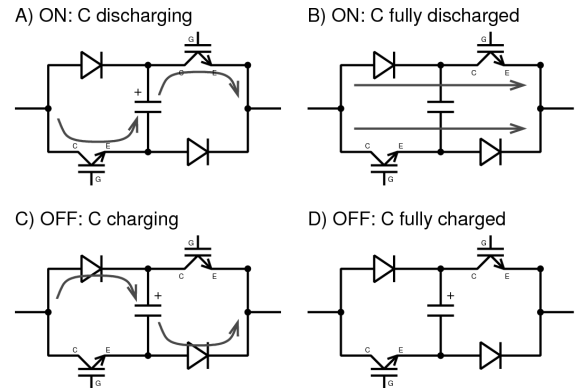 A) ON: C discharging
G
C E
+
C E
G
B) ON: C fully discharged
G
C E
C E
G
C) OFF: C charging
G
C E
+
C E
G
D) OFF: C fully charged
G
C E
+
C E
G